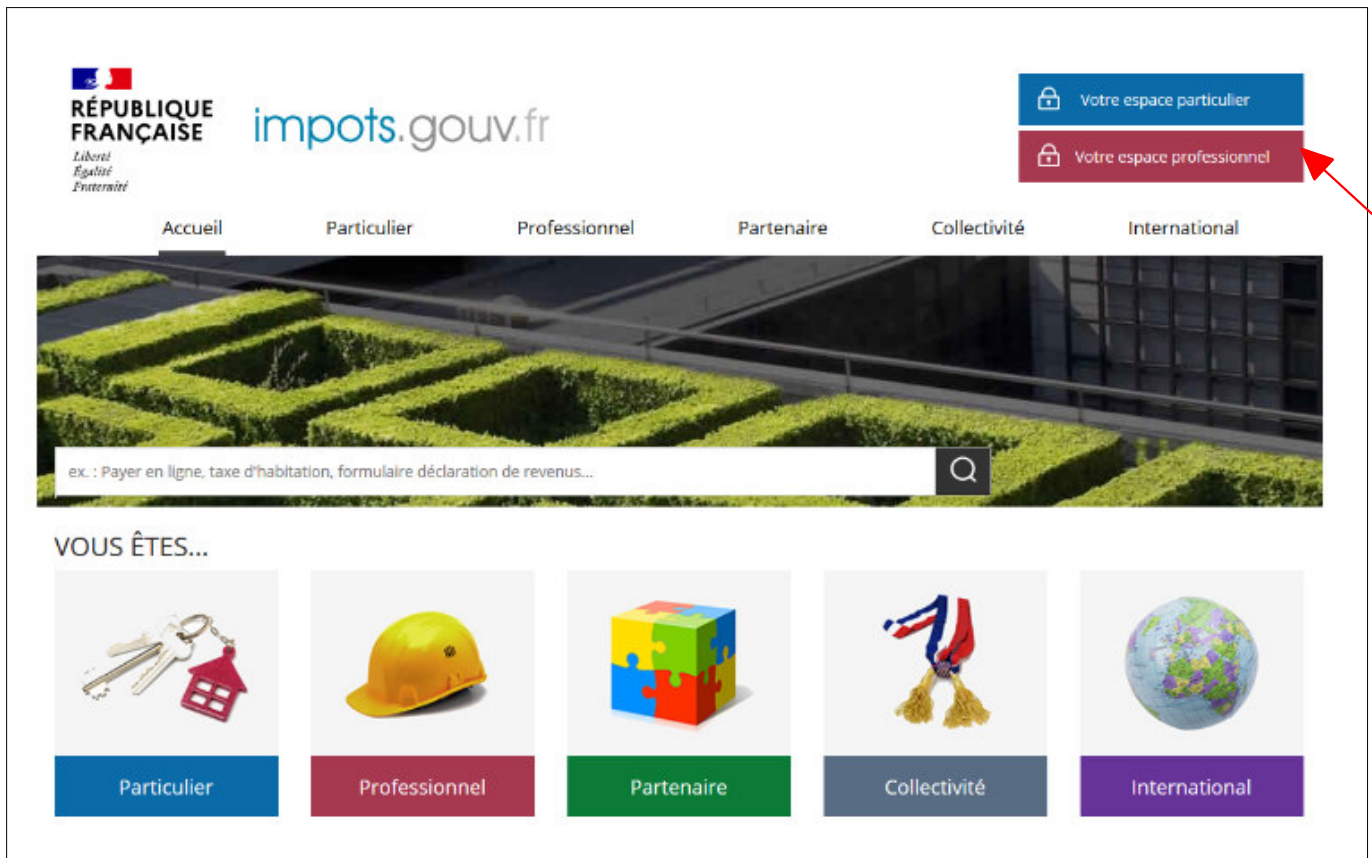 RÉPUBLIQUE
FRANÇAISE
Liberté
Égalité
Fraternité
impots.gouv.fr
Votre espace particulier
Votre espace professionnel
Accueil Particulier Professionnel Partenaire Collectivité International
ex. : Payer en ligne, taxe d'habitation, formulaire déclaration de revenus...
VOUS ÊTES...
Particulier Professionnel Partenaire Collectivité International